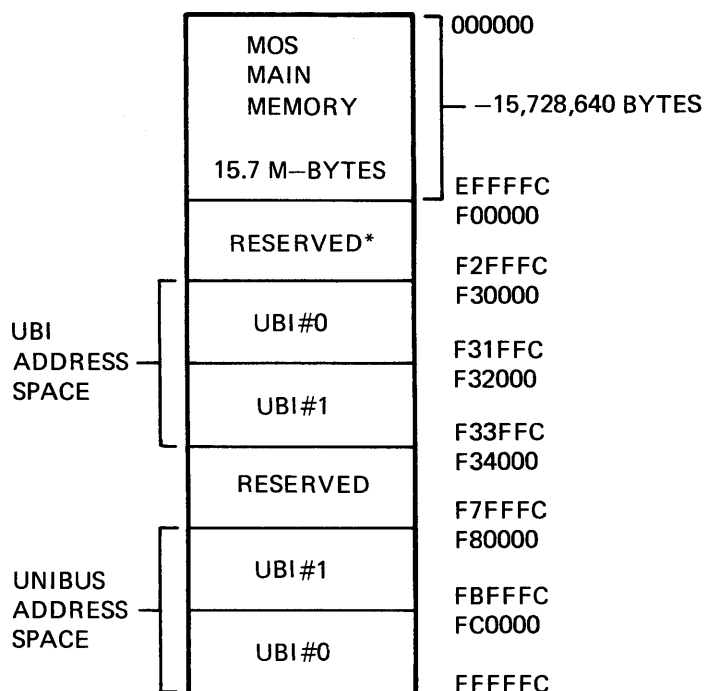 000000
MOS
MAIN
MEMORY
–15,728,640 BYTES
15.7 M–BYTES
EFFFFC
F00000
RESERVED*
F2FFFC
F30000
UBI
ADDRESS
SPACE
UBI#0
F31FFC
F32000
UBI#1
F33FFC
F34000
RESERVED
F7FFFC
F80000
UNIBUS
ADDRESS
SPACE
UBI#1
FBFFFC
FC0000
UBI#0
FFFFFC